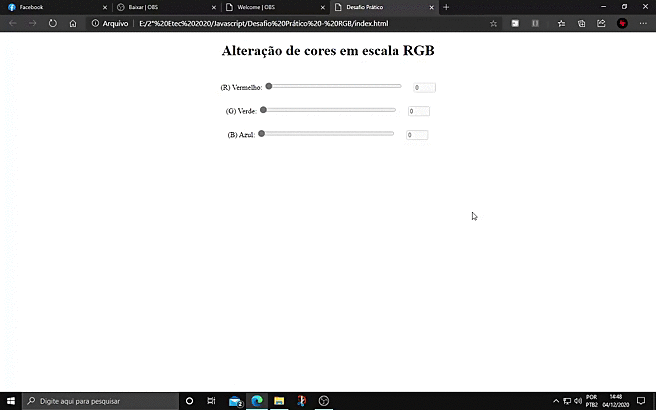 Facebook
Baixar | OBS
Welcome | OBS
Desafio Prático
Arquivo
E:/2°%20Etec%202020/Javascript/Desafio%20Prático%20-%20RGB/index.html
Alteração de cores em escala RGB
(R) Vermelho:
0
(G) Verde:
0
(B) Azul:
0
Digite aqui para pesquisar
2
POR
PTB2
14:48
04/12/2020